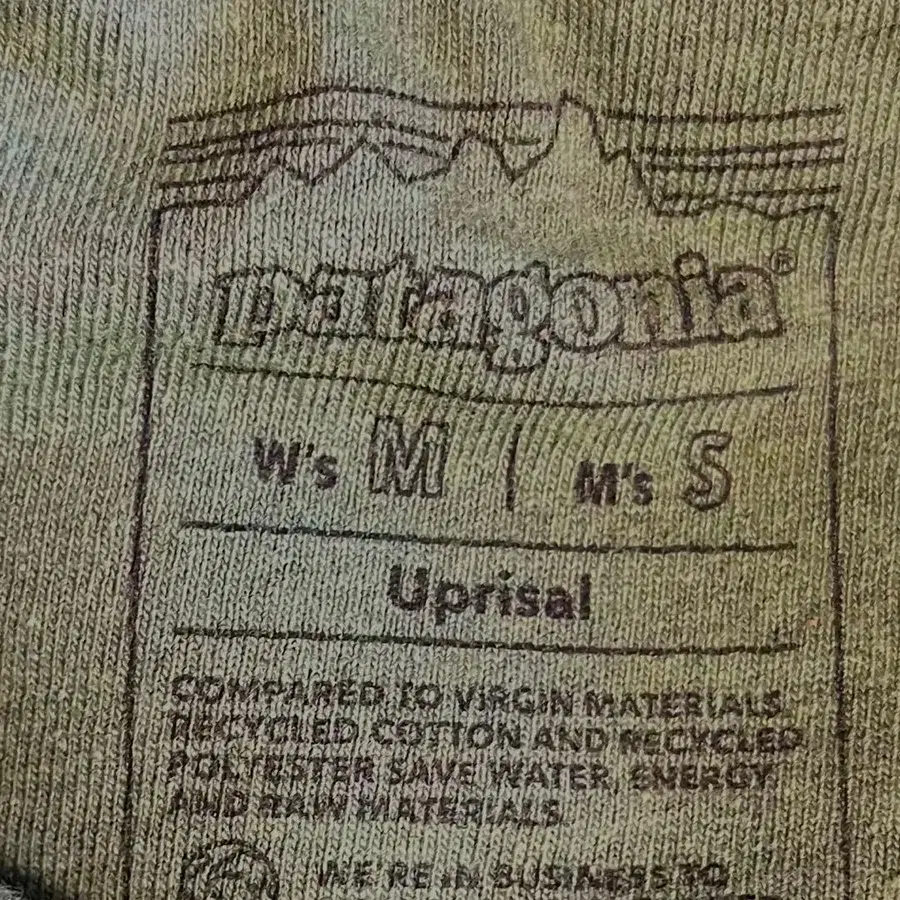 patagonia®
W's M | M's S
Uprisal
COMPARED TO VIRGIN MATERIALS,
RECYCLED COTTON AND RECYCLED
POLYESTER SAVE WATER, ENERGY
AND RAW MATERIALS.
WE'RE IN BUSINESS TO